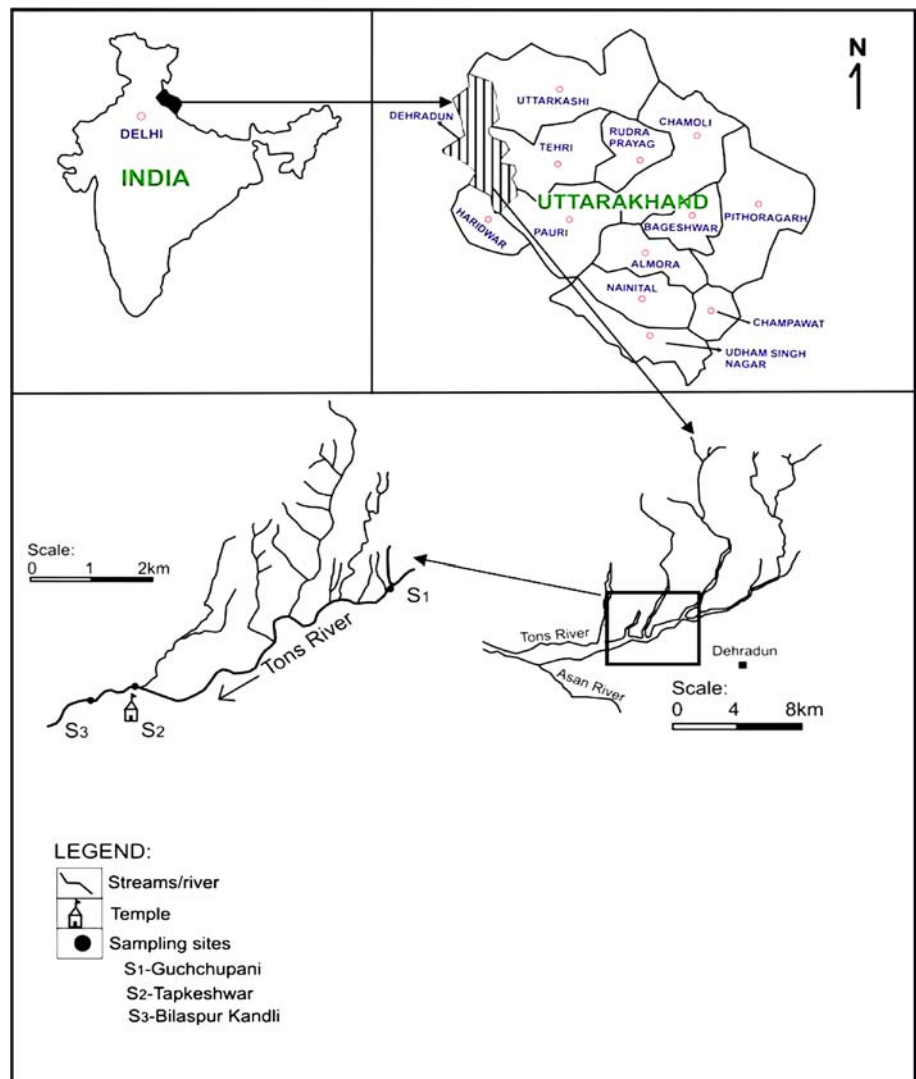 DELHI
INDIA
N
UTTARKASHI
DEHRADUN
CHAMOLI
RUDRA
PRAYAG
TEHRI
UTTARAKHAND
HARIDWAR
PAURI
BAGESHWAR
PITHORAGARH
ALMORA
NAINITAL
CHAMPAWAT
UDHAM SINGH
NAGAR
Scale:
0 1 2km
S1
Tons River
S3
S2
Tons River
Asan River
Dehradun
Scale:
0 4 8km
LEGEND:
Streams/river
Temple
Sampling sites
S1-Guchchupani
S2-Tapkeshwar
S3-Bilaspur Kandli